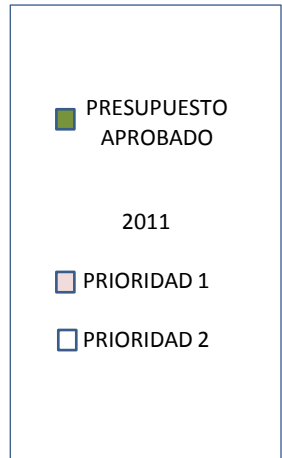 PRESUPUESTO
APROBADO
2011
PRIORIDAD 1
PRIORIDAD 2